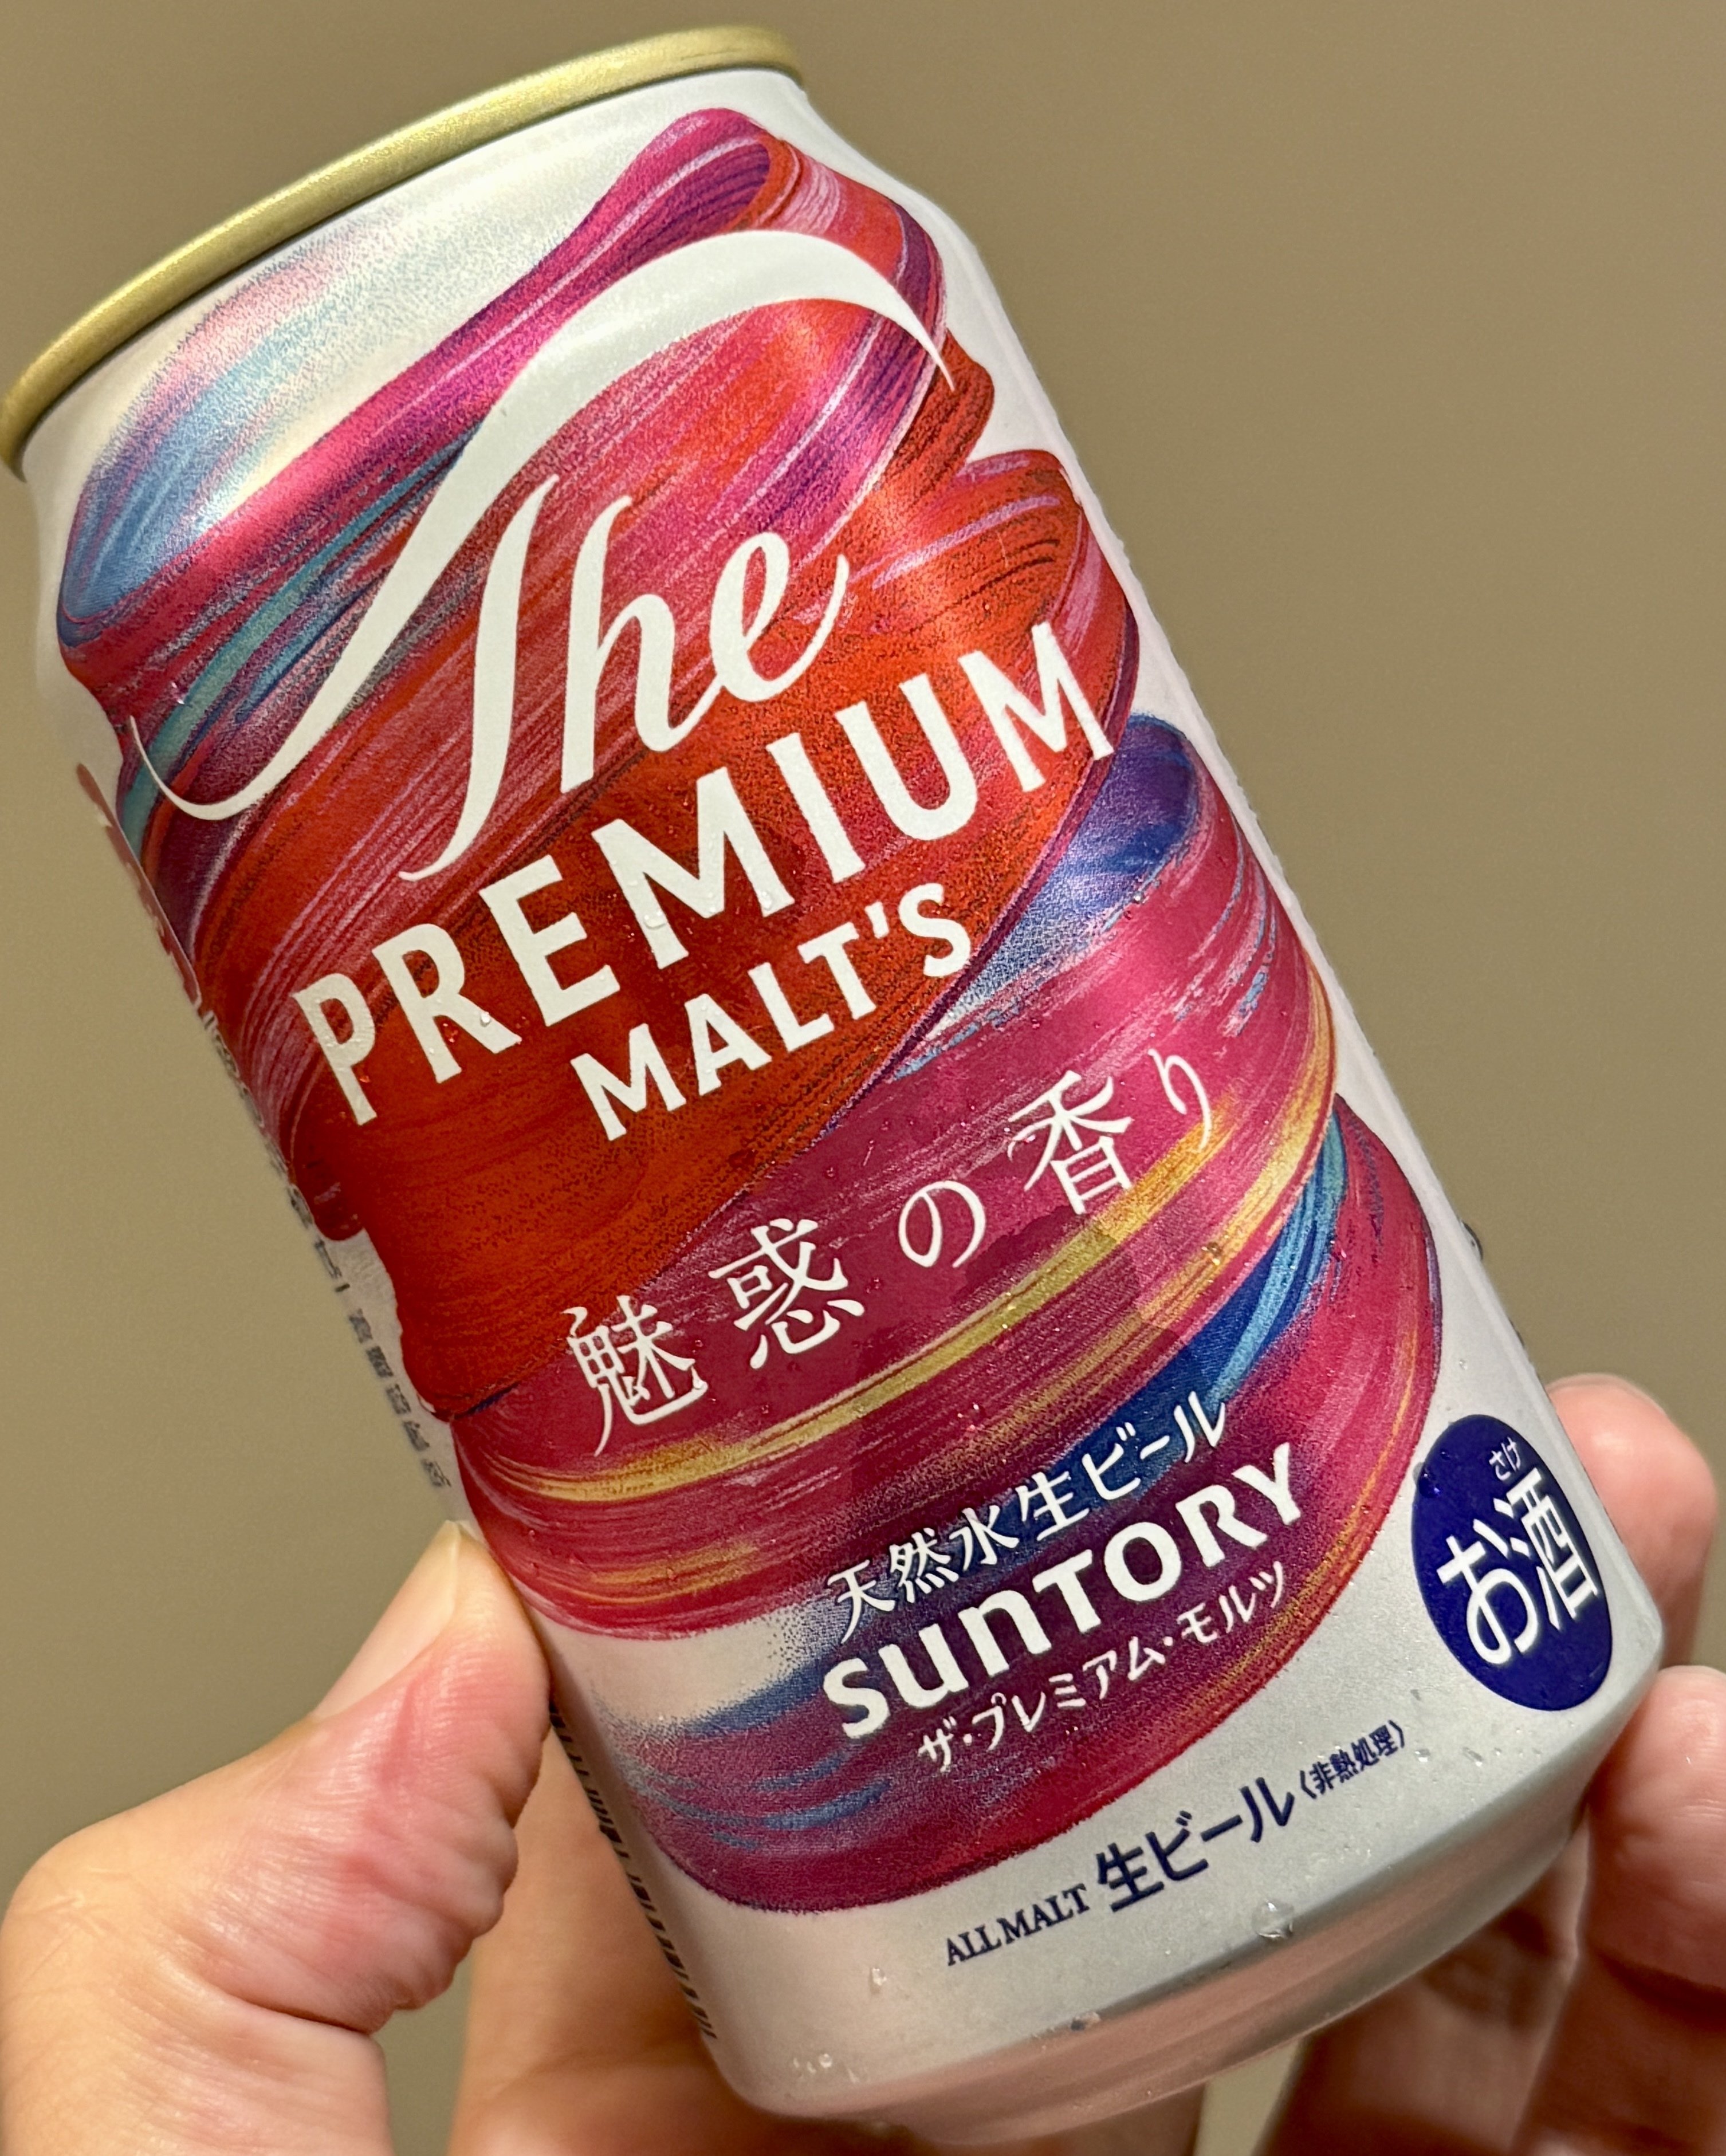 The
PREMIUM
MALT'S
魅惑の香り
天然水生ビール
SUNTORY
ザ・プレミアム・モルツ
さけ
お酒
ALL MALT 生ビール〈非熱処理〉